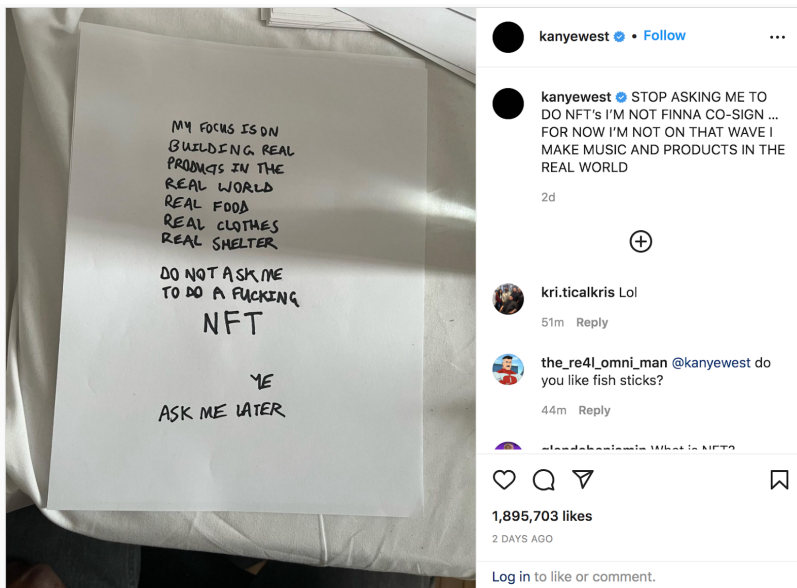 MY FOCUS IS ON
BUILDING REAL
PRODUCTS IN THE
REAL WORLD
REAL FOOD
REAL CLOTHES
REAL SHELTER
DO NOT ASK ME
TO DO A FUCKING
NFT
YE
ASK ME LATER
kanyewest • Follow
kanyewest STOP ASKING ME TO
DO NFT's I'M NOT FINNA CO-SIGN ...
FOR NOW I'M NOT ON THAT WAVE I
MAKE MUSIC AND PRODUCTS IN THE
REAL WORLD
2d
kri.ticalkris Lol
51m Reply
the_re4l_omni_man @kanyewest do
you like fish sticks?
44m Reply
What is NFT?
1,895,703 likes
2 DAYS AGO
Log in to like or comment.